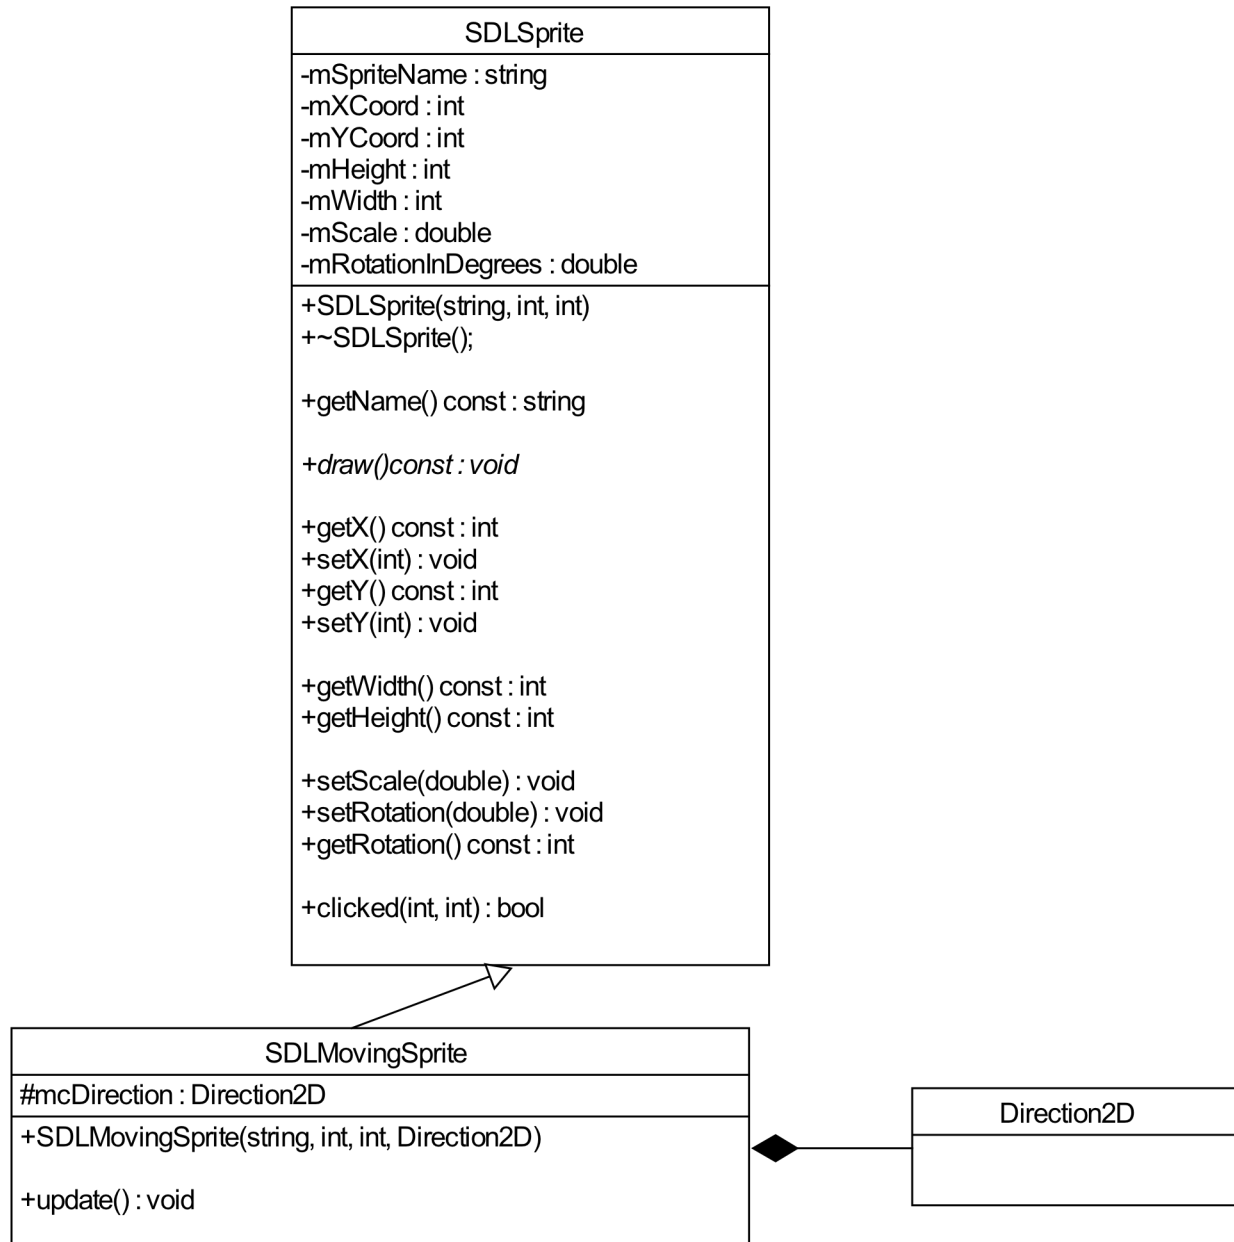 SDLSprite
-mSpriteName : string
-mXCoord : int
-mYCoord : int
-mHeight : int
-mWidth : int
-mScale : double
-mRotationInDegrees : double
+SDLSprite(string, int, int)
+~SDLSprite();
+getName() const : string
+draw()const : void
+getX() const : int
+setX(int) : void
+getY() const : int
+setY(int) : void
+getWidth() const : int
+getHeight() const : int
+setScale(double) : void
+setRotation(double) : void
+getRotation() const : int
+clicked(int, int) : bool
SDLMovingSprite
#mcDirection : Direction2D
+SDLMovingSprite(string, int, int, Direction2D)
+update() : void
Direction2D